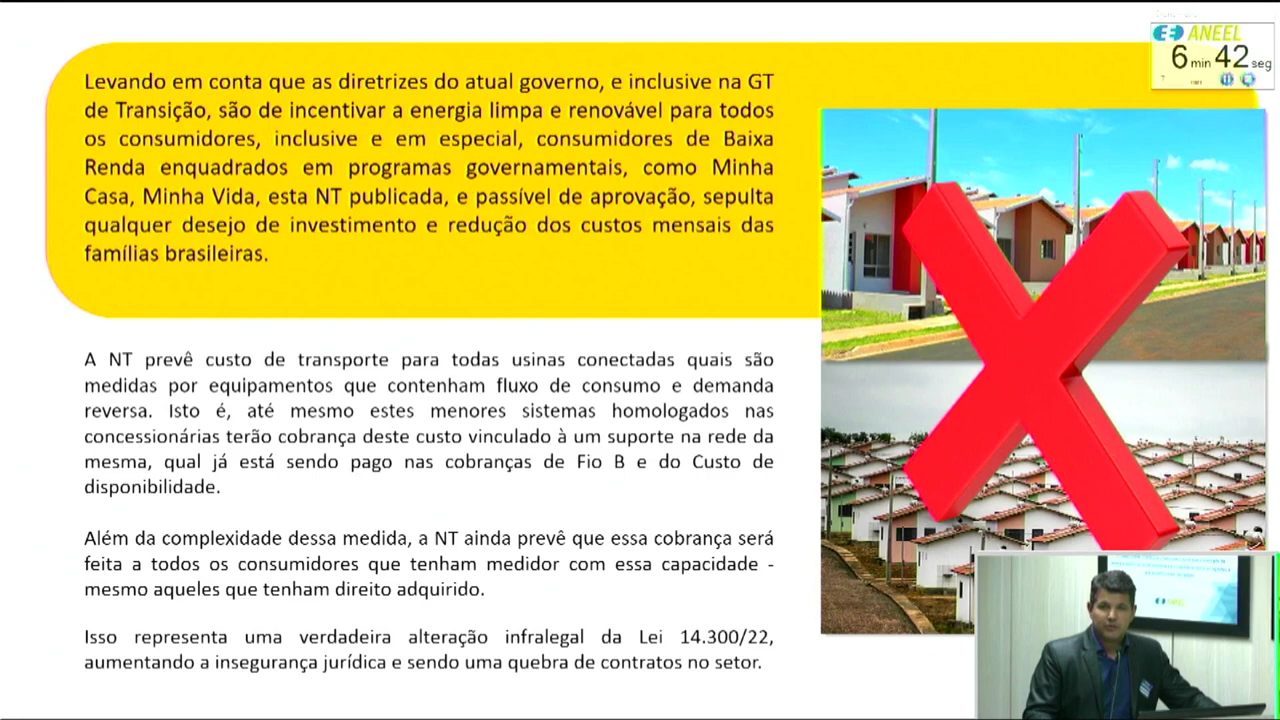 ANEEL
6 min 42 seg
Levando em conta que as diretrizes do atual governo, e inclusive na GT
de Transição, são de incentivar a energia limpa e renovável para todos
os consumidores, inclusive e em especial, consumidores de Baixa
Renda enquadrados em programas governamentais, como Minha
Casa, Minha Vida, esta NT publicada, e passível de aprovação, sepulta
qualquer desejo de investimento e redução dos custos mensais das
famílias brasileiras.
A NT prevê custo de transporte para todas usinas conectadas quais são
medidas por equipamentos que contenham fluxo de consumo e demanda
reversa. Isto é, até mesmo estes menores sistemas homologados nas
concessionárias terão cobrança deste custo vinculado à um suporte na rede da
mesma, qual já está sendo pago nas cobranças de Fio B e do Custo de
disponibilidade.
Além da complexidade dessa medida, a NT ainda prevê que essa cobrança será
feita a todos os consumidores que tenham medidor com essa capacidade -
mesmo aqueles que tenham direito adquirido.
Isso representa uma verdadeira alteração infralegal da Lei 14.300/22,
aumentando a insegurança jurídica e sendo uma quebra de contratos no setor.
ANEEL